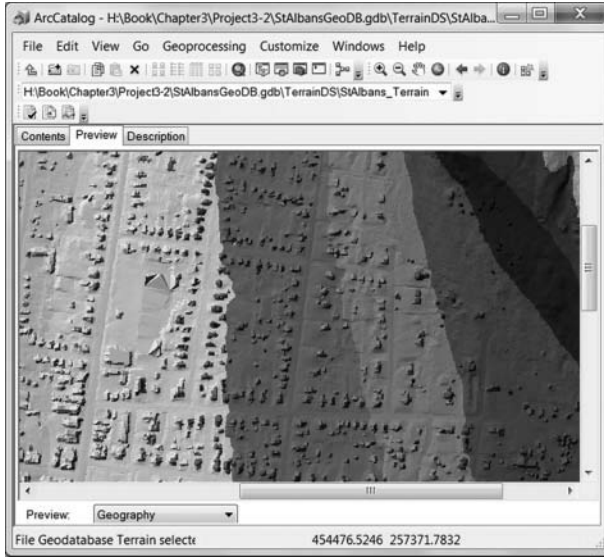 ArcCatalog - H:\Book\Chapter3\Project3-2\StAlbansGeoDB.gdb\TerrainDS\StAlba...
File Edit View Go Geoprocessing Customize Windows Help
H:\Book\Chapter3\Project3-2\StAlbansGeoDB.gdb\TerrainDS\StAlbans_Terrain
Contents Preview Description
Preview: Geography
File Geodatabase Terrain selecte 454476.5246 257371.7832